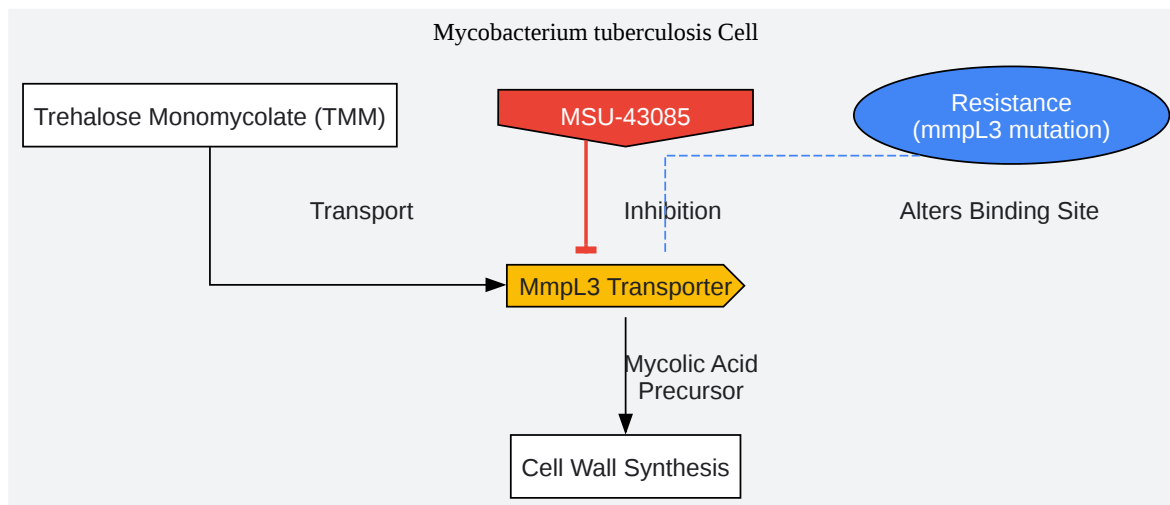 Mycobacterium tuberculosis Cell
Trehalose Monomycolate (TMM)
MSU-43085
Resistance
(mmpL3 mutation)
Transport
Inhibition
Alters Binding Site
MmpL3 Transporter
Mycolic Acid
Precursor
Cell Wall Synthesis